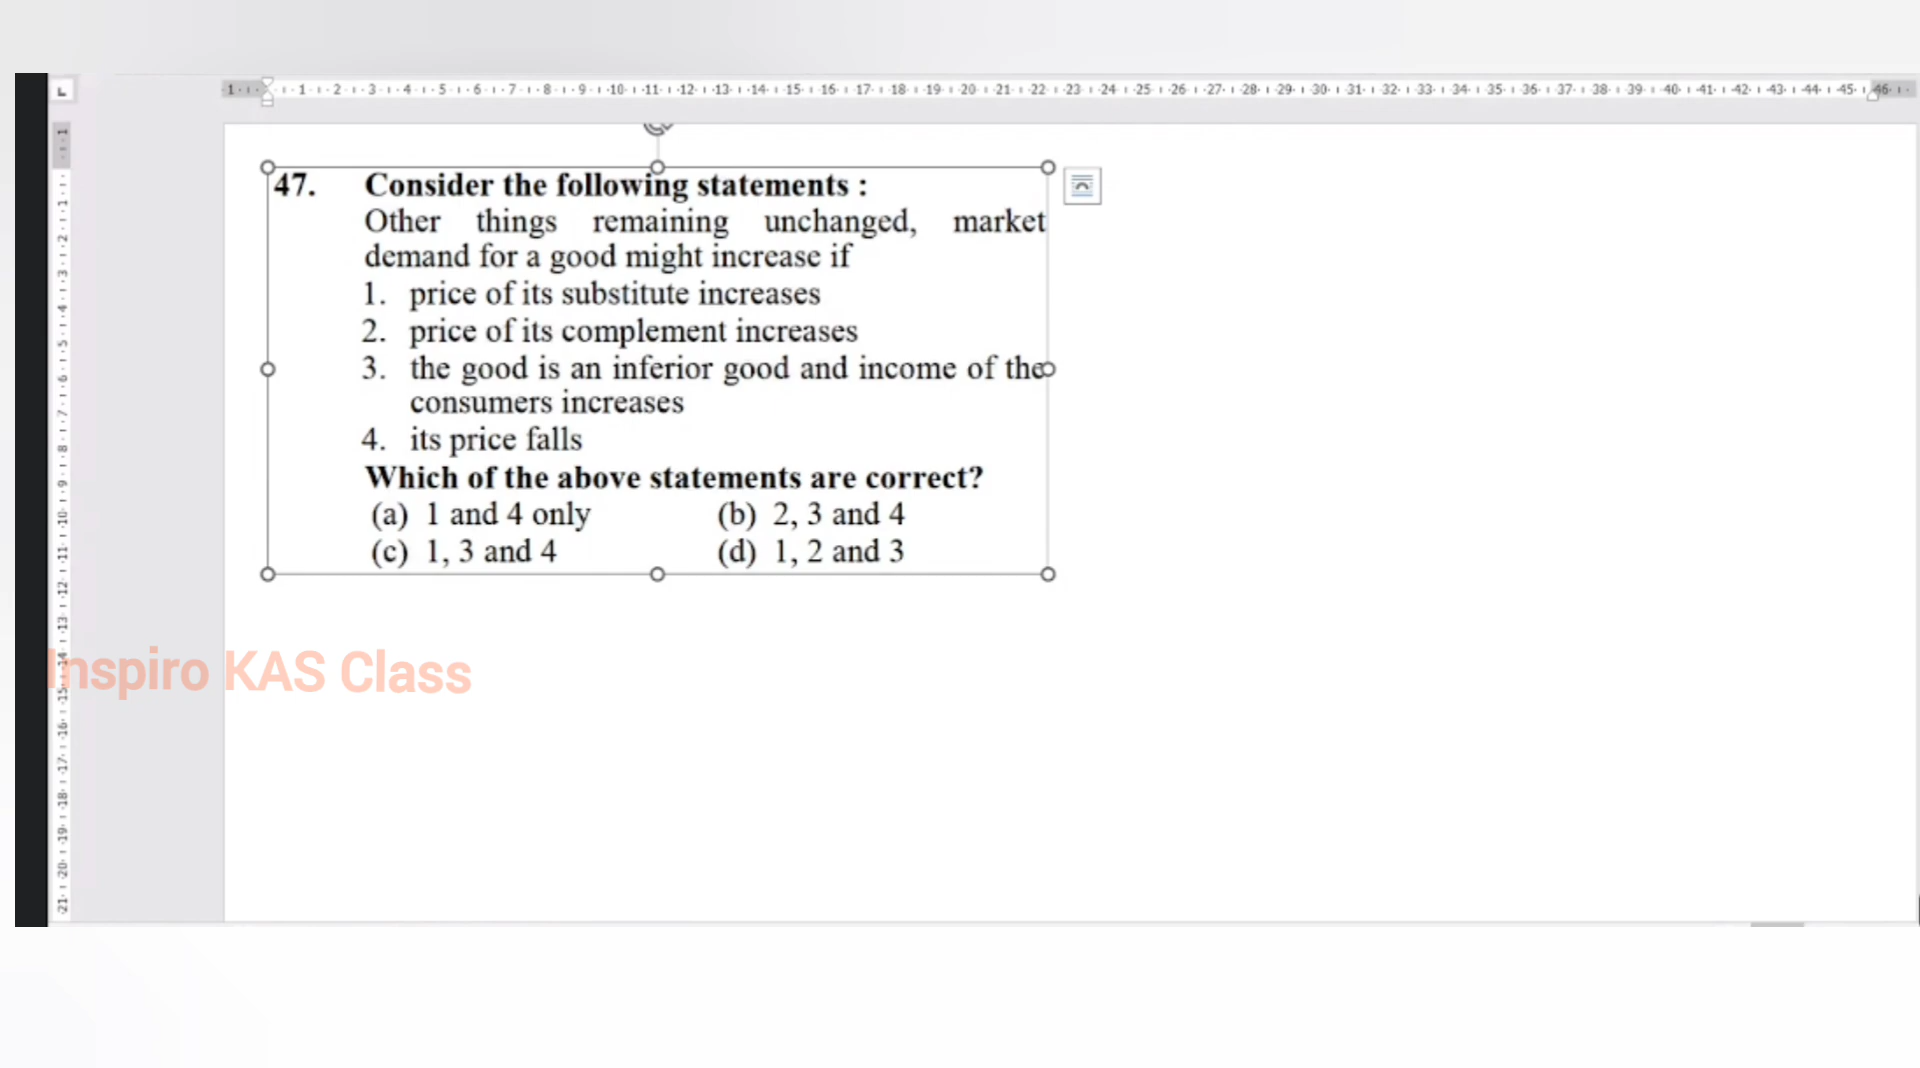 47. Consider the following statements :
Other things remaining unchanged, market
demand for a good might increase if
1. price of its substitute increases
2. price of its complement increases
3. the good is an inferior good and income of the
consumers increases
4. its price falls
Which of the above statements are correct?
(a) 1 and 4 only (b) 2, 3 and 4
(c) 1, 3 and 4 (d) 1, 2 and 3
Inspiro KAS Class